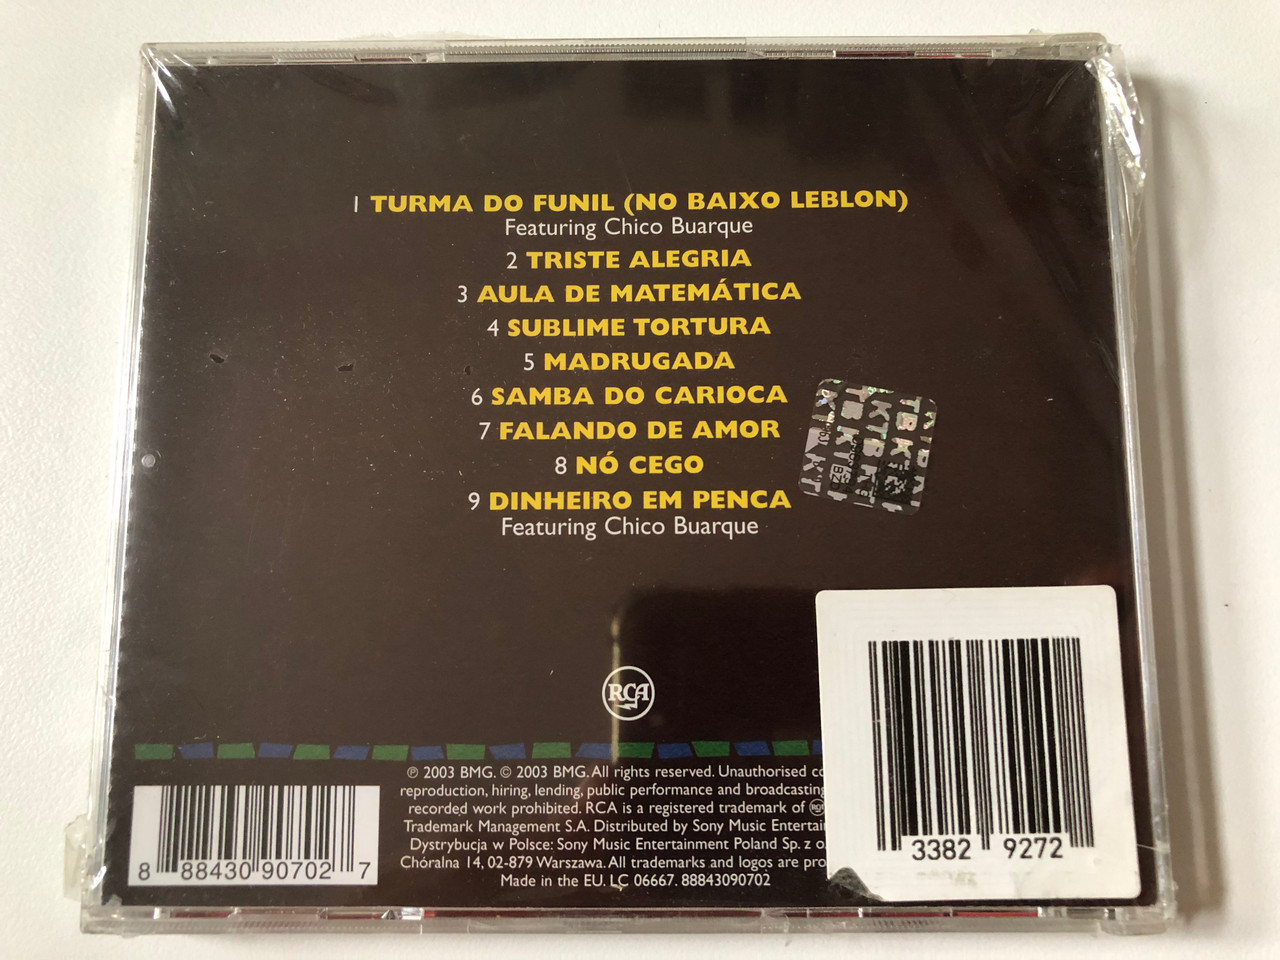 1 TURMA DO FUNIL (NO BAIXO LEBLON)
Featuring Chico Buarque
2 TRISTE ALEGRIA
3 AULA DE MATEMÁTICA
4 SUBLIME TORTURA
5 MADRUGADA
6 SAMBA DO CARIOCA
7 FALANDO DE AMOR
8 NÓ CEGO
9 DINHEIRO EM PENCA
Featuring Chico Buarque
RCA
℗ 2003 BMG. © 2003 BMG. All rights reserved. Unauthorised
reproduction, hiring, lending, public performance and broadcasting
recorded work prohibited. RCA is a registered trademark of
Trademark Management S.A. Distributed by Sony Music
Dystrybucja w Polsce: Sony Music Entertainment Poland Sp. z
Chóralna 14, 02-879 Warszawa. All trademarks and logos are
Made in the EU. LC 06667. 88843090702
8 88430 90702 7
3382 9272